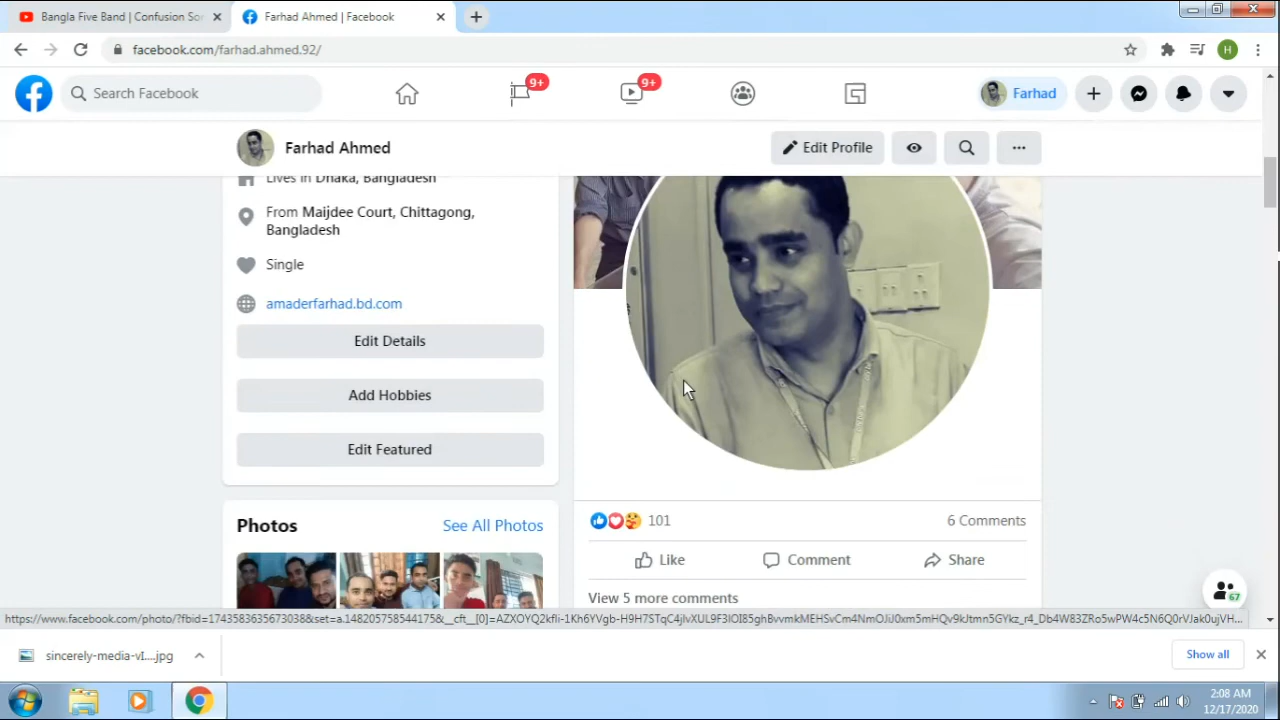 Bangla Five Band | Confusion So
Farhad Ahmed | Facebook
facebook.com/farhad.ahmed.92/
H
Search Facebook
9+
9+
Farhad
Farhad Ahmed
Edit Profile
Lives in Dhaka, Bangladesh
From Maijdee Court, Chittagong,
Bangladesh
Single
amaderfarhad.bd.com
Edit Details
Add Hobbies
Edit Featured
Photos
See All Photos
101
6 Comments
Like
Comment
Share
View 5 more comments
67
sincerely-media-vI....jpg
Show all
2:08 AM
12/17/2020